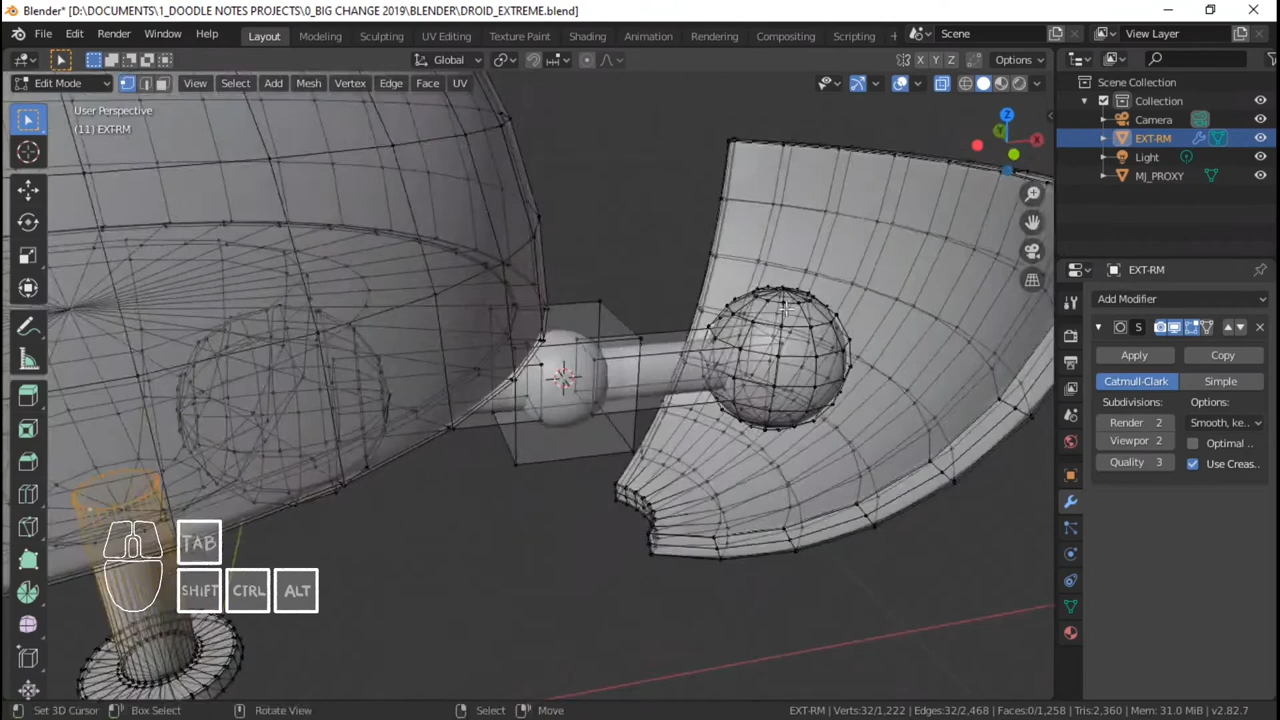 Blender* [D:\DOCUMENTS\1_DOODLE NOTES PROJECTS\0_BIG CHANGE 2019\BLENDER\DROID_EXTREME.blend]
File Edit Render Window Help Layout Modeling Sculpting UV Editing Texture Paint Shading Animation Rendering Compositing Scripting + Scene View Layer
Global X Y Z Options
Edit Mode View Select Add Mesh Vertex Edge Face UV
User Perspective
(11) EXT-RM
Z
X
Y
Scene Collection
Collection
Camera
EXT-RM
Light
MJ_PROXY
EXT-RM
Add Modifier
S
Apply Copy
Catmull-Clark Simple
Subdivisions: Options:
Render 2 Smooth, ke..
Viewpor 2 Optimal ..
Quality 3 Use Creas..
TAB
SHIFT CTRL ALT
Set 3D Cursor Box Select Rotate View Select Move EXT-RM | Verts:32/1,222 | Edges:32/2,468 | Faces:0/1,258 | Tris:2,360 | Mem: 31.0 MiB | v2.82.7